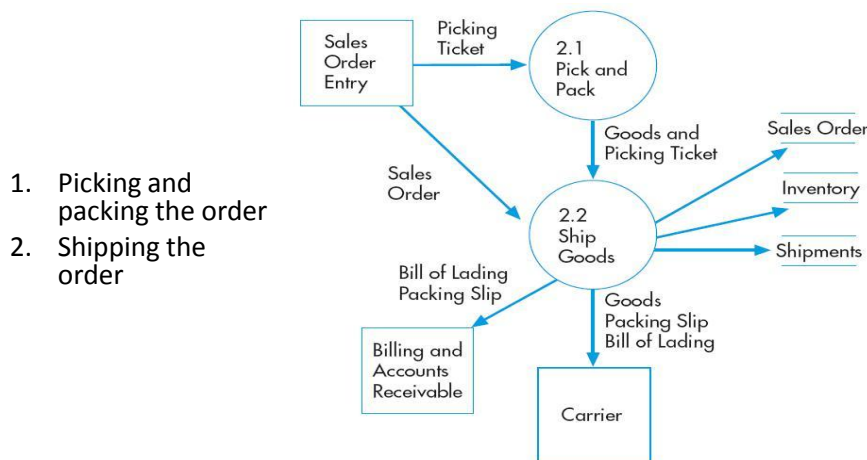 1. Picking and
packing the order
2. Shipping the
order
Sales
Order
Entry
Picking
Ticket
2.1
Pick and
Pack
Goods and
Picking Ticket
Sales
Order
2.2
Ship
Goods
Sales Order
Inventory
Shipments
Bill of Lading
Packing Slip
Goods
Packing Slip
Bill of Lading
Billing and
Accounts
Receivable
Carrier